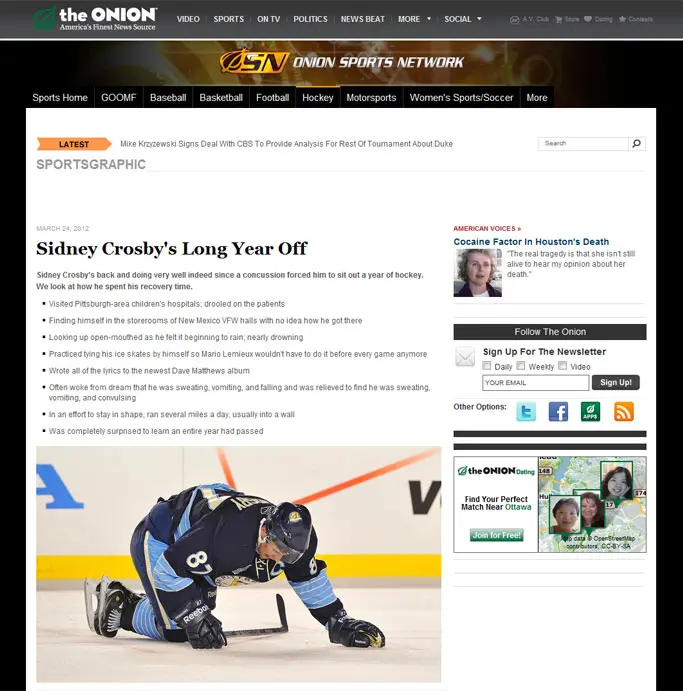 the ONION
America's Finest News Source
VIDEO SPORTS ON TV POLITICS NEWS BEAT MORE SOCIAL
A.V. Club Store Dating Contests
OSN ONION SPORTS NETWORK
Sports Home GOOMF Baseball Basketball Football Hockey Motorsports Women's Sports/Soccer More
LATEST Mike Krzyzewski Signs Deal With CBS To Provide Analysis For Rest Of Tournament About Duke
Search
SPORTSGRAPHIC
MARCH 24, 2012
Sidney Crosby's Long Year Off
Sidney Crosby's back and doing very well indeed since a concussion forced him to sit out a year of hockey.
We look at how he spent his recovery time.
Visited Pittsburgh-area children's hospitals; drooled on the patients
Finding himself in the storerooms of New Mexico VFW halls with no idea how he got there
Looking up open-mouthed as he felt it beginning to rain; nearly drowning
Practiced tying his ice skates by himself so Mario Lemieux wouldn't have to do it before every game anymore
Wrote all of the lyrics to the newest Dave Matthews album
Often woke from dream that he was sweating, vomiting, and falling and was relieved to find he was sweating,
vomiting, and convulsing
In an effort to stay in shape, ran several miles a day, usually into a wall
Was completely surprised to learn an entire year had passed
87
Reebok
8
Reebok
AMERICAN VOICES »
Cocaine Factor In Houston's Death
"The real tragedy is that she isn't still
alive to hear my opinion about her
death."
Follow The Onion
Sign Up For The Newsletter
Daily Weekly Video
YOUR EMAIL Sign Up!
Other Options:
APPS
the ONION Dating
Find Your Perfect
Match Near Ottawa
Join for Free!
148
174
17
Map data © OpenStreetMap
contributors, CC-BY-SA